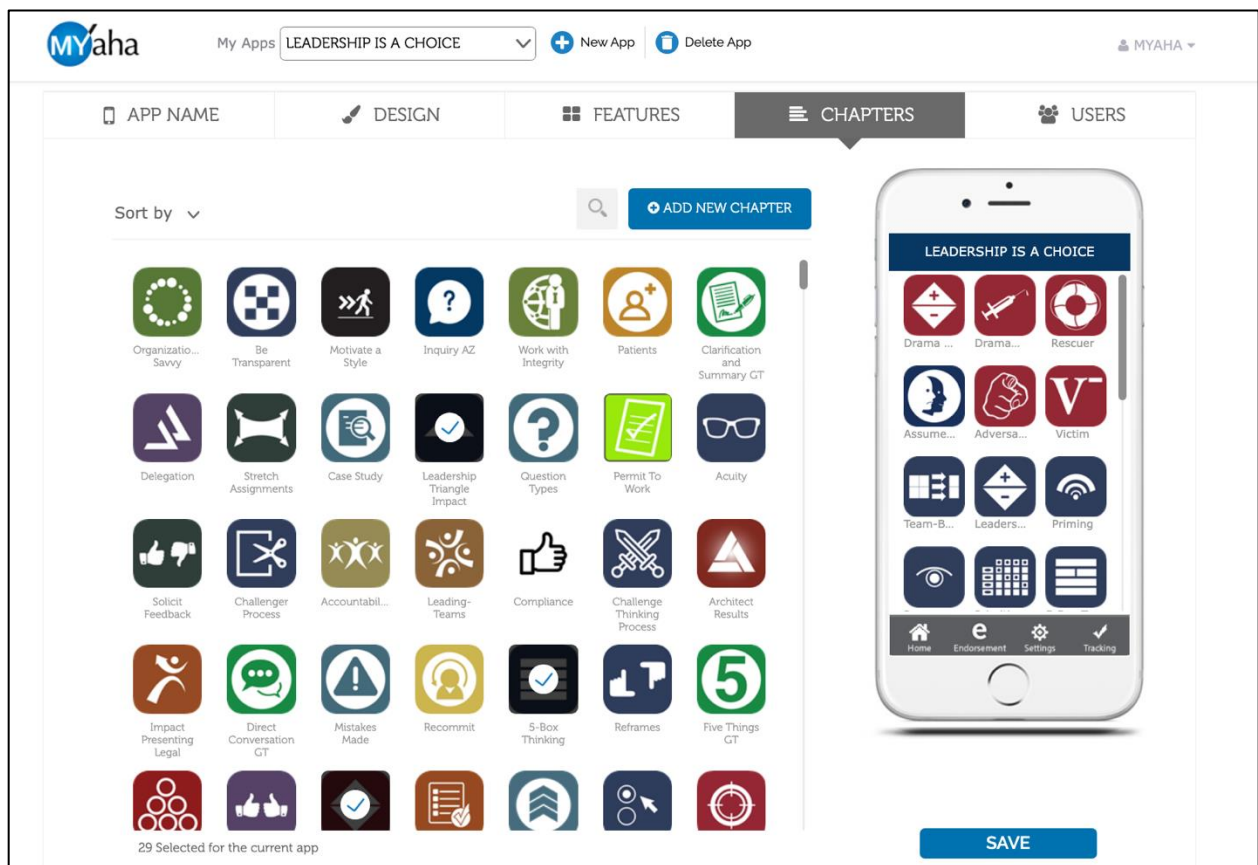 MYaha
My Apps LEADERSHIP IS A CHOICE New App Delete App MYAHA
APP NAME DESIGN FEATURES CHAPTERS USERS
Sort by ADD NEW CHAPTER
Organizatio... Savvy
Be Transparent
Motivate a Style
Inquiry AZ
Work with Integrity
Patients
Clarification and Summary GT
Delegation
Stretch Assignments
Case Study
Leadership Triangle Impact
Question Types
Permit To Work
Acuity
Solicit Feedback
Challenger Process
Accountabil...
Leading-Teams
Compliance
Challenge Thinking Process
Architect Results
Impact Presenting Legal
Direct Conversation GT
Mistakes Made
Recommit
5-Box Thinking
Reframes
5
Five Things GT
29 Selected for the current app
LEADERSHIP IS A CHOICE
Drama ... Drama... Rescuer
V
Assume... Adversa... Victim
Team-B... Leaders... Priming
e
Home Endorsement Settings Tracking
SAVE